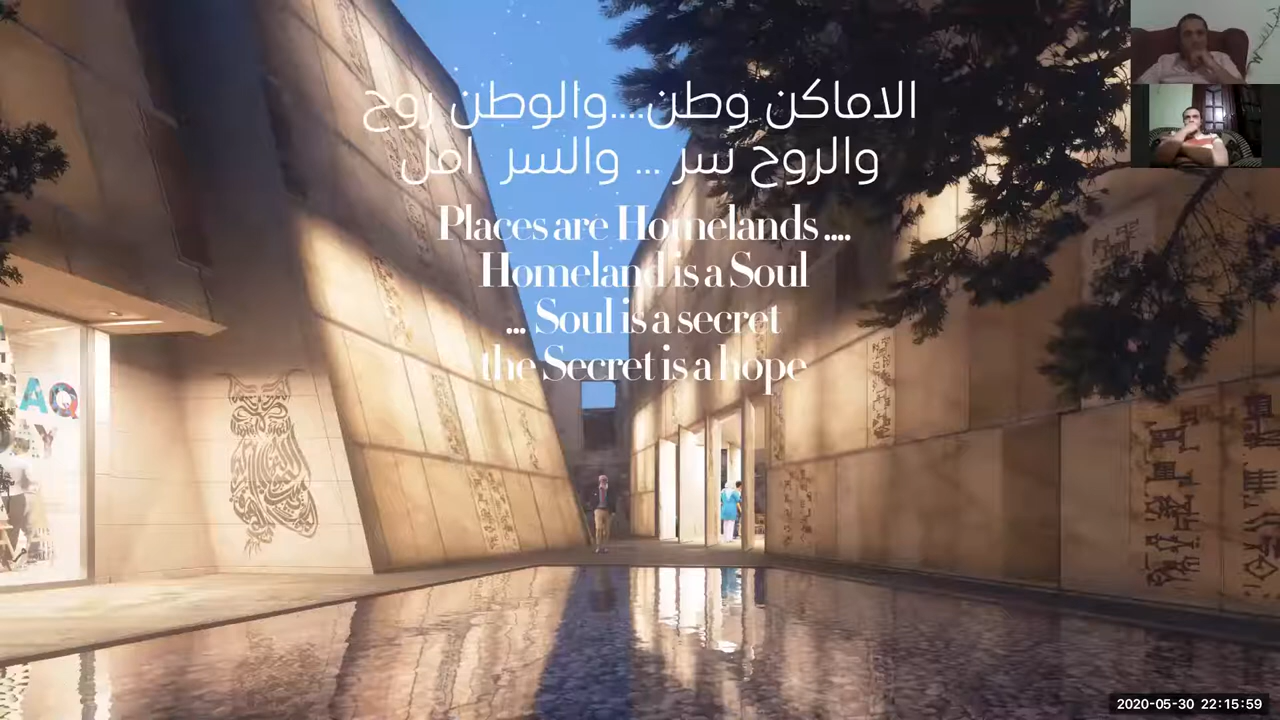 الاماكن وطن....والوطن روح
والروح سر ... والسر امل
Places are Homelands ....
Homeland is a Soul
... Soul is a secret
the Secret is a hope
AQ
2020-05-30 22:15:59